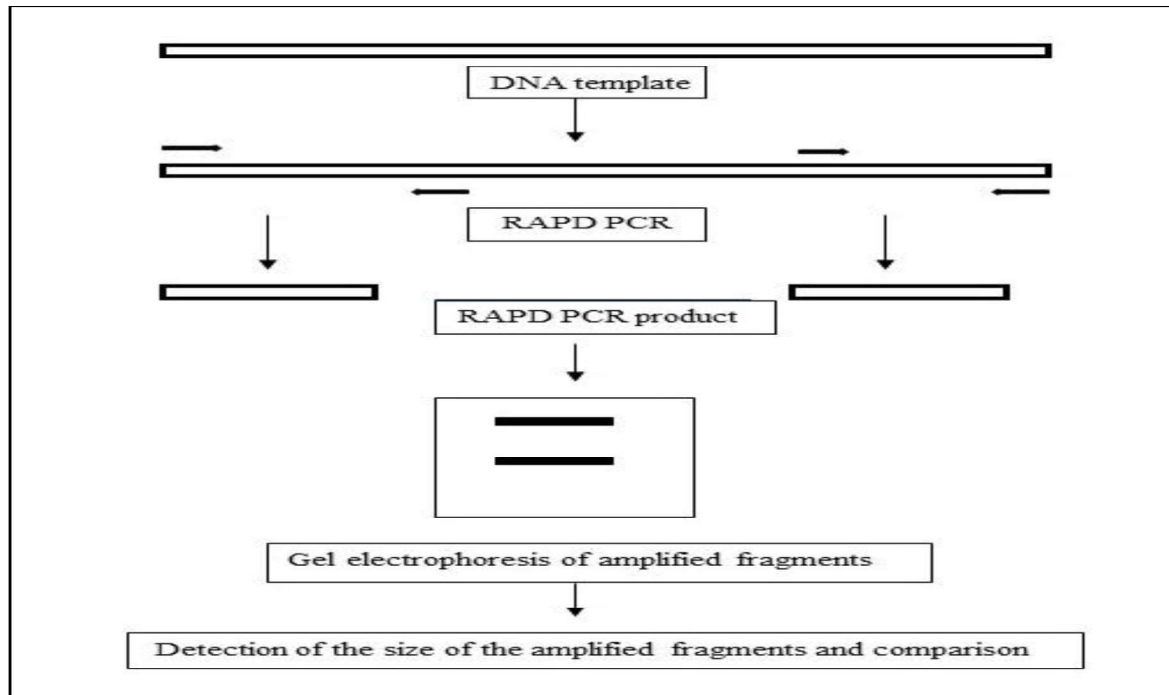 DNA template
RAPD PCR
RAPD PCR product
Gel electrophoresis of amplified fragments
Detection of the size of the amplified fragments and comparison